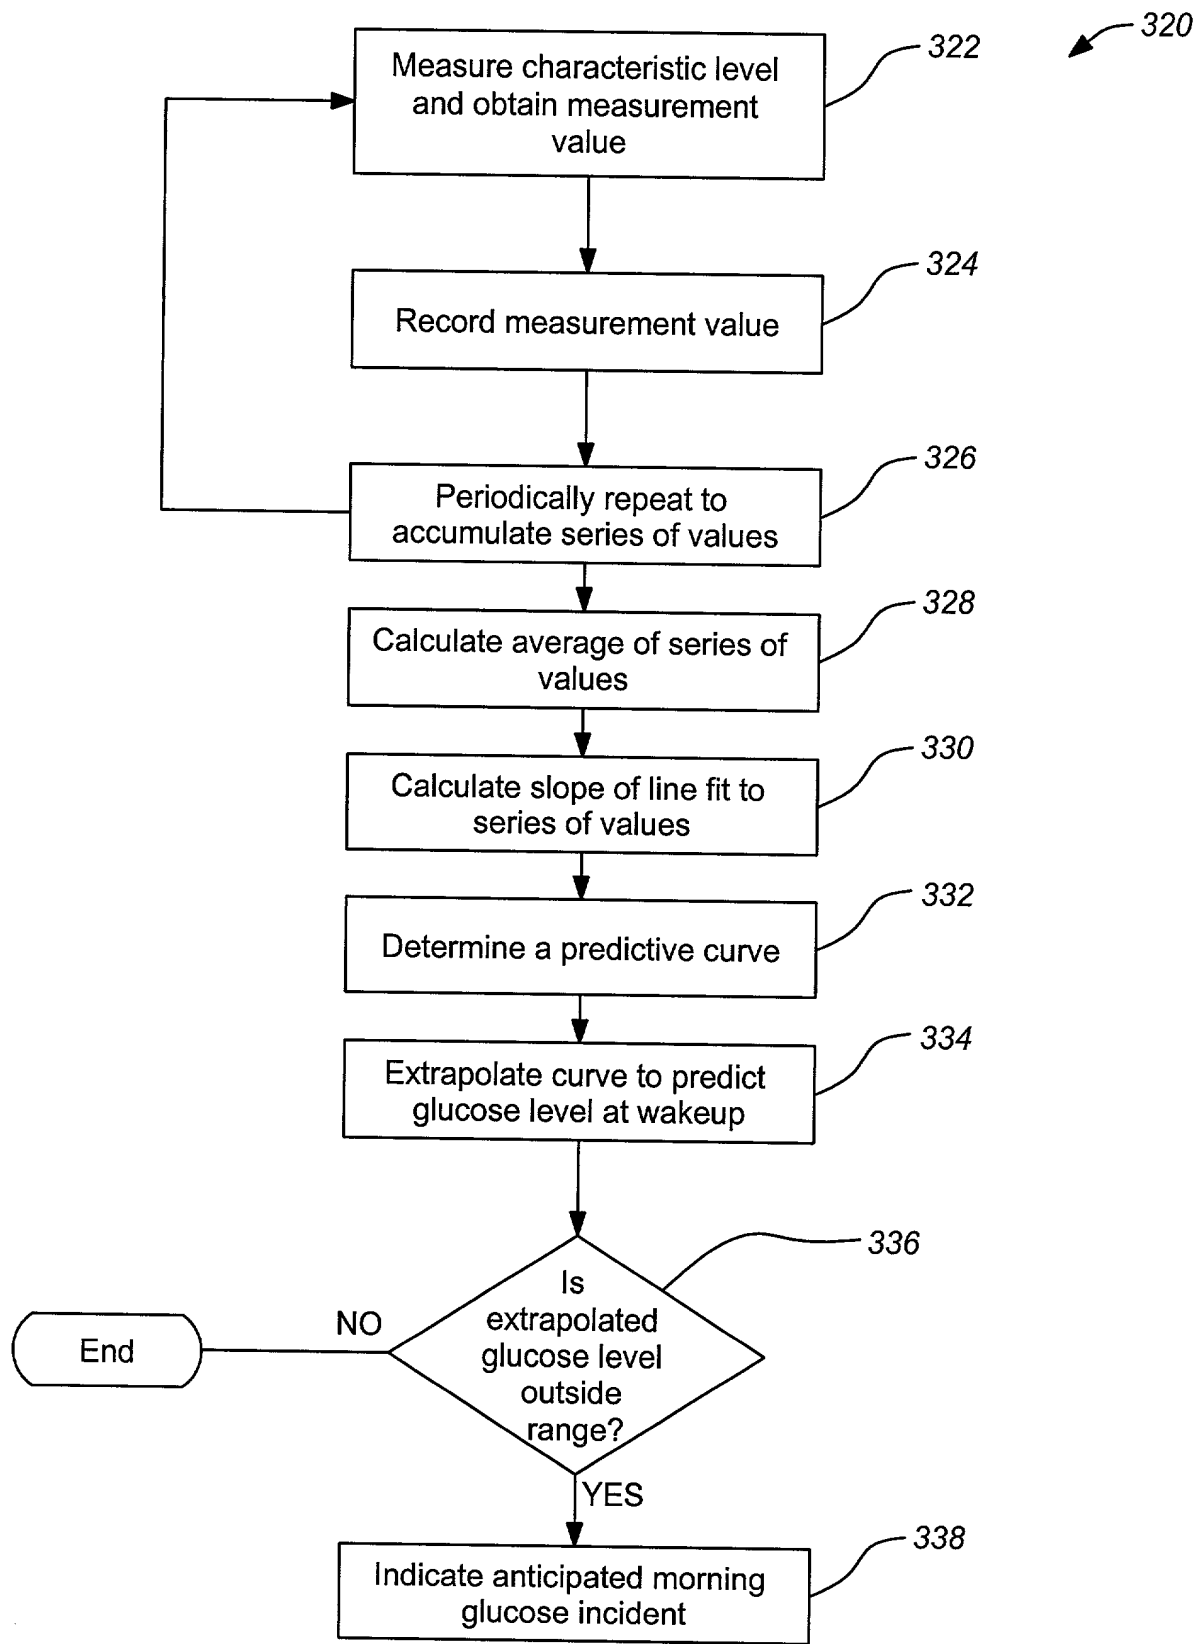 320
322
Measure characteristic level
and obtain measurement
value
324
Record measurement value
326
Periodically repeat to
accumulate series of values
328
Calculate average of series of
values
330
Calculate slope of line fit to
series of values
332
Determine a predictive curve
334
Extrapolate curve to predict
glucose level at wakeup
336
Is
extrapolated
glucose level
outside
range?
NO
End
YES
338
Indicate anticipated morning
glucose incident